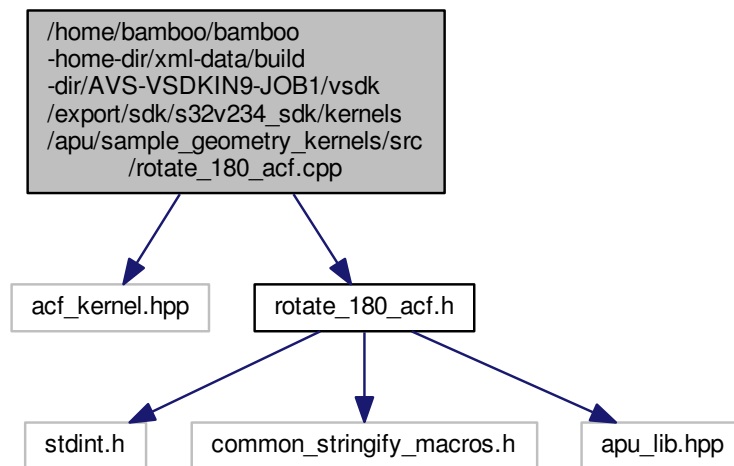 /home/bamboo/bamboo
-home-dir/xml-data/build
-dir/AVS-VSDKIN9-JOB1/vsdk
/export/sdk/s32v234_sdk/kernels
/apu/sample_geometry_kernels/src
/rotate_180_acf.cpp
acf_kernel.hpp
rotate_180_acf.h
stdint.h
common_stringify_macros.h
apu_lib.hpp